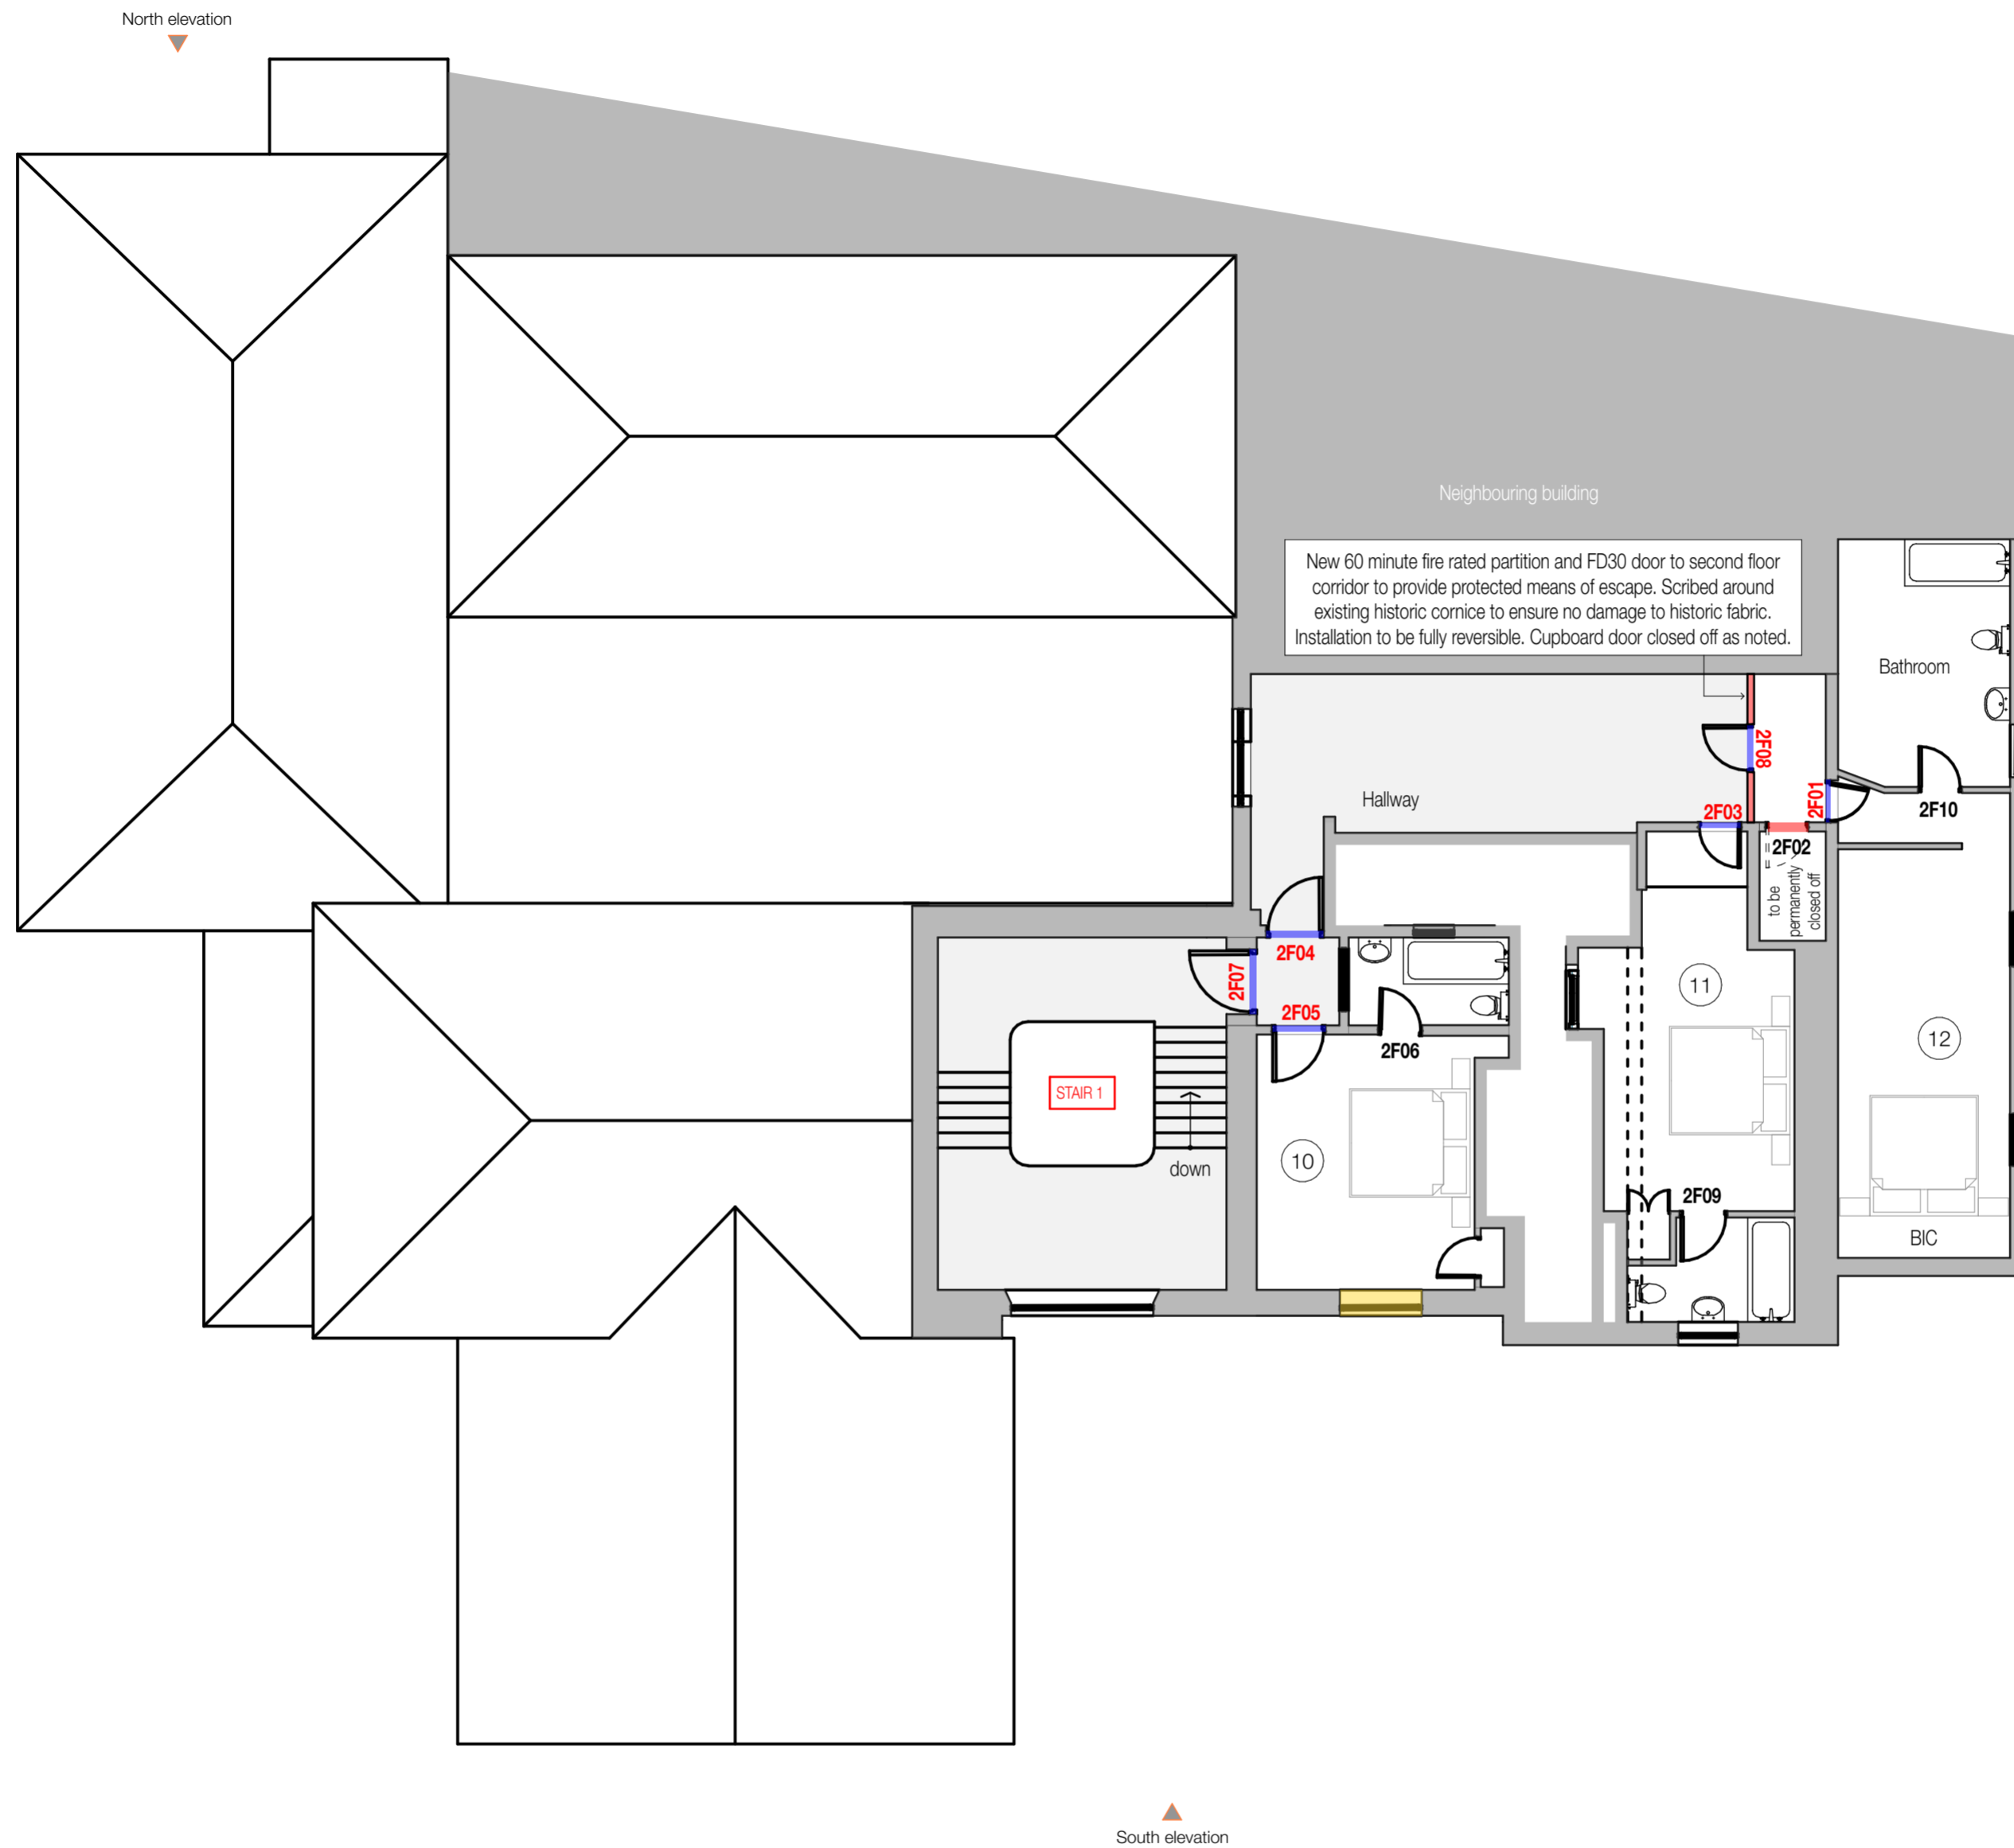 North elevation
Neighbouring building
New 60 minute fire rated partition and FD30 door to second floor
corridor to provide protected means of escape. Scribed around
existing historic cornice to ensure no damage to historic fabric.
Installation to be fully reversible. Cupboard door closed off as noted.
Bathroom
2F08
Hallway
2F03
2F01
2F10
2F02
to be
permanently
closed off
2F04
2F07
2F05
11
12
2F06
STAIR 1
10
down
2F09
BIC
South elevation